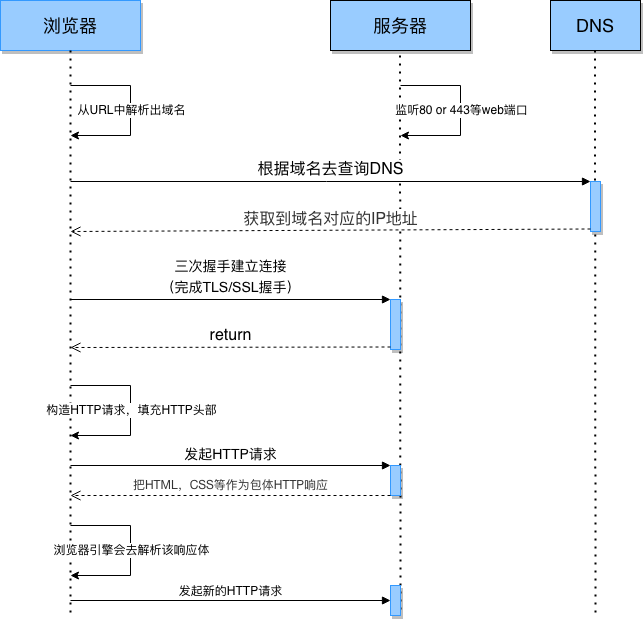 浏览器
服务器
DNS
从URL中解析出域名
监听80 or 443等web端口
根据域名去查询DNS
获取到域名对应的IP地址
三次握手建立连接
（完成TLS/SSL握手）
return
构造HTTP请求，填充HTTP头部
发起HTTP请求
把HTML，CSS等作为包体HTTP响应
浏览器引擎会去解析该响应体
发起新的HTTP请求